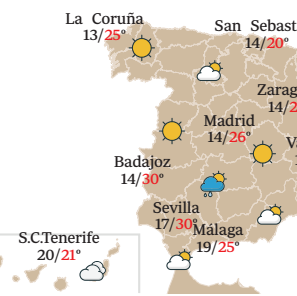 La Coruña
13/25°
San Sebast
14/20°
Zarag
14/2
Madrid
14/26°
Badajoz
14/30°
Sevilla
17/30°
Málaga
19/25°
S.C.Tenerife
20/21°